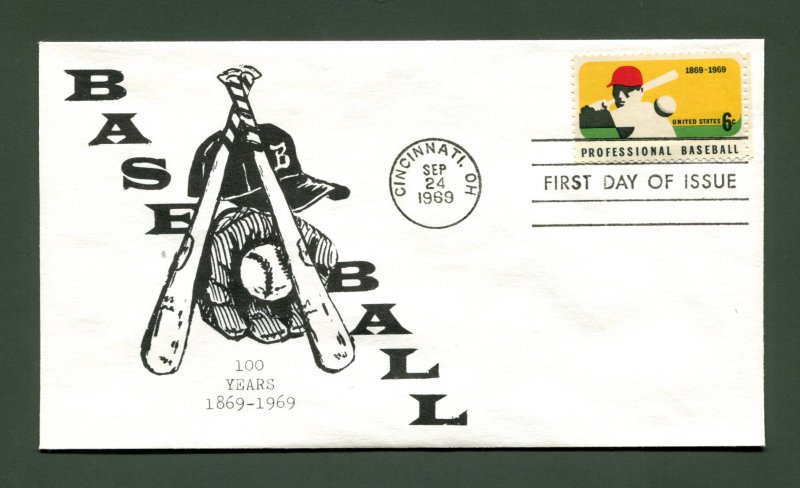 BASE
BALL
B
100
YEARS
1869-1969
CINCINNATI, OH
SEP
24
1969
1869-1969
UNITED STATES 6c
PROFESSIONAL BASEBALL
FIRST DAY OF ISSUE